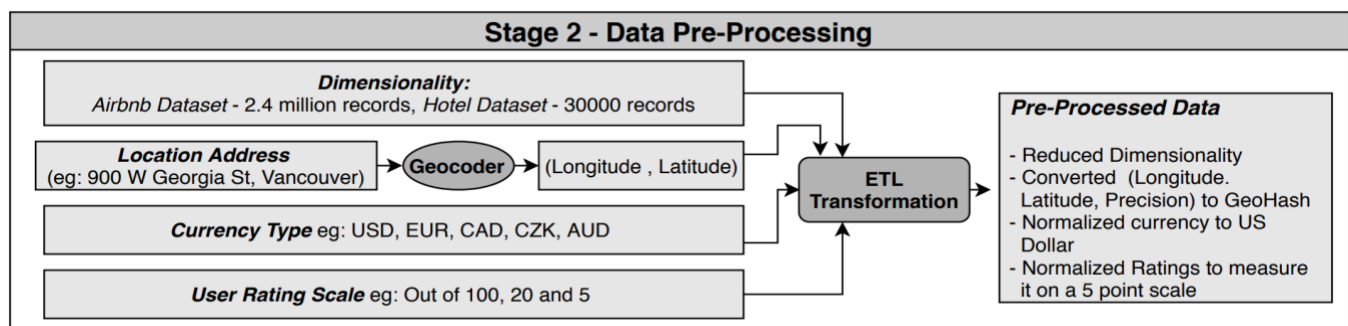 Stage 2 - Data Pre-Processing
Dimensionality:
Airbnb Dataset - 2.4 million records, Hotel Dataset - 30000 records
Location Address
(eg: 900 W Georgia St, Vancouver)
Geocoder
(Longitude , Latitude)
Currency Type eg: USD, EUR, CAD, CZK, AUD
User Rating Scale eg: Out of 100, 20 and 5
ETL
Transformation
Pre-Processed Data
- Reduced Dimensionality
- Converted (Longitude.
Latitude, Precision) to GeoHash
- Normalized currency to US
Dollar
- Normalized Ratings to measure
it on a 5 point scale